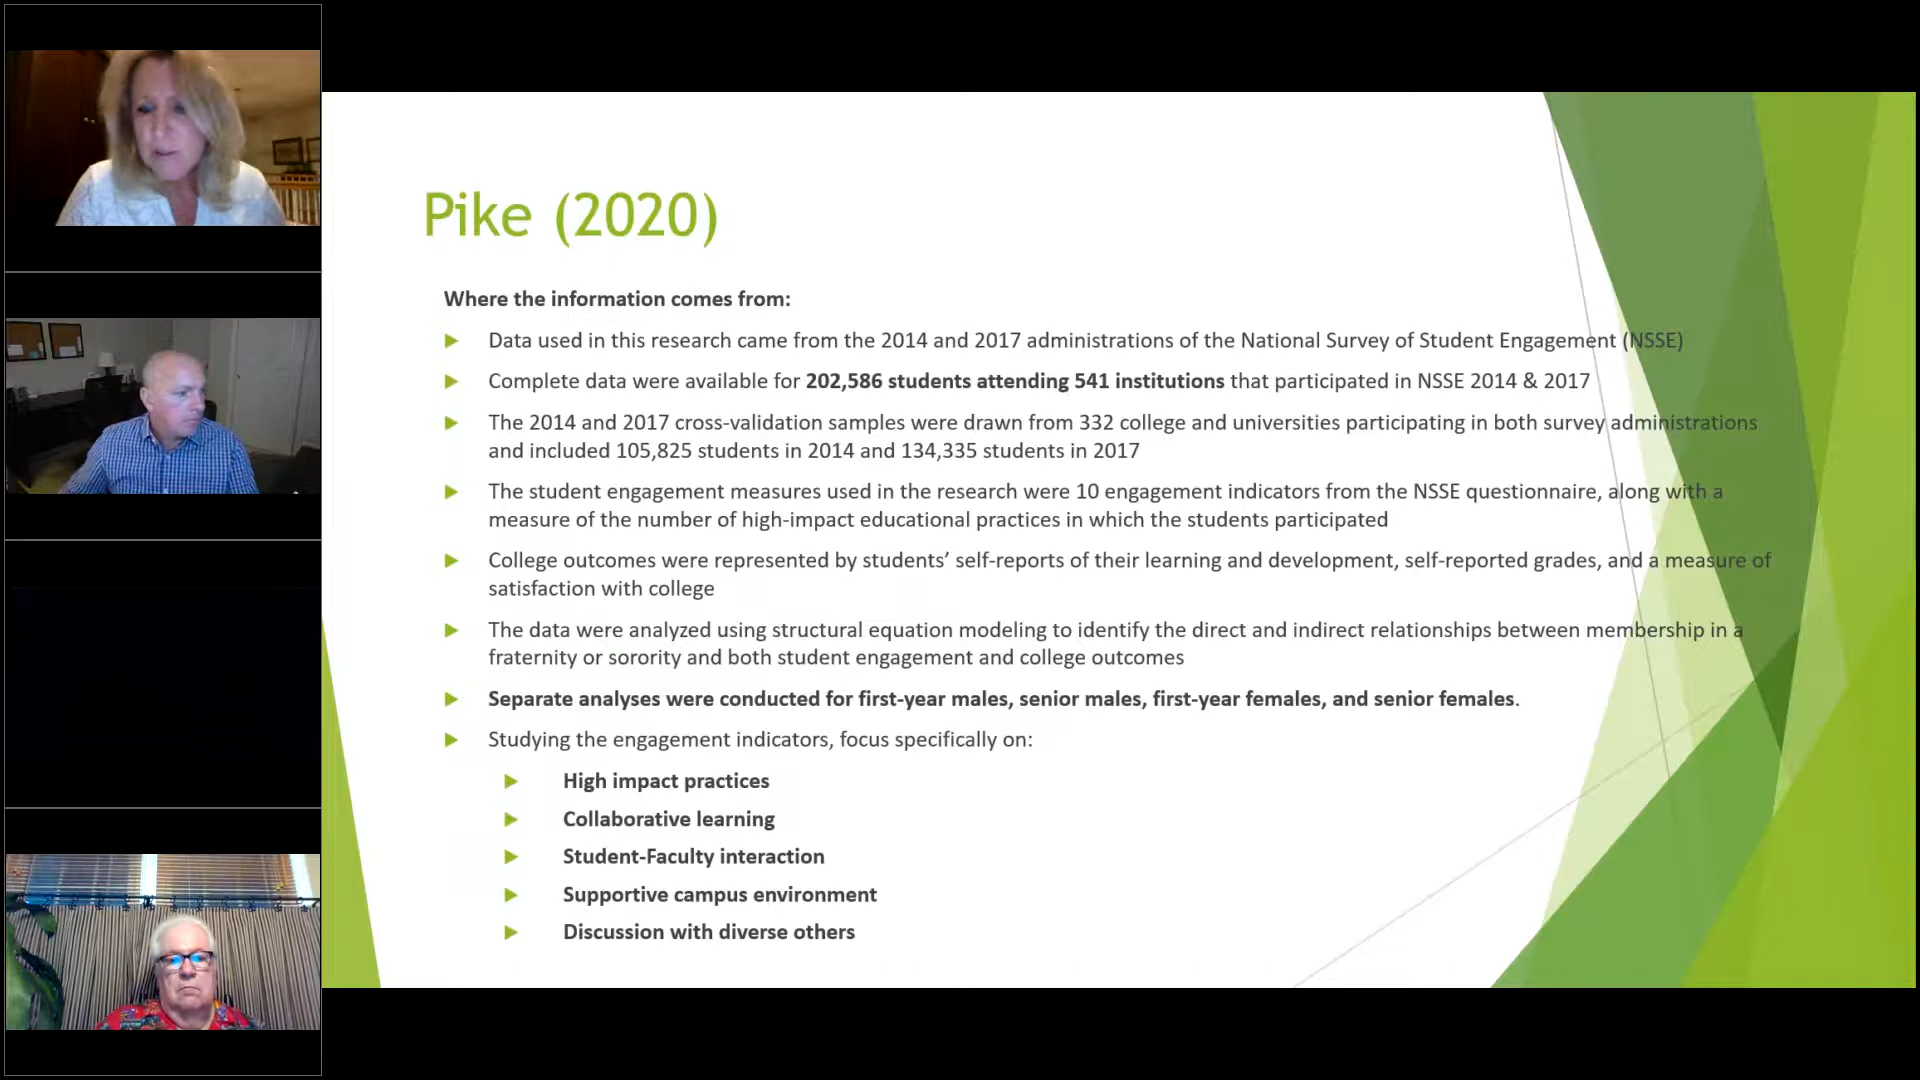 Pike (2020)
Where the information comes from:
Data used in this research came from the 2014 and 2017 administrations of the National Survey of Student Engagement (NSSE)
Complete data were available for 202,586 students attending 541 institutions that participated in NSSE 2014 & 2017
The 2014 and 2017 cross-validation samples were drawn from 332 college and universities participating in both survey administrations
and included 105,825 students in 2014 and 134,335 students in 2017
The student engagement measures used in the research were 10 engagement indicators from the NSSE questionnaire, along with a
measure of the number of high-impact educational practices in which the students participated
College outcomes were represented by students’ self-reports of their learning and development, self-reported grades, and a measure of
satisfaction with college
The data were analyzed using structural equation modeling to identify the direct and indirect relationships between membership in a
fraternity or sorority and both student engagement and college outcomes
Separate analyses were conducted for first-year males, senior males, first-year females, and senior females.
Studying the engagement indicators, focus specifically on:
High impact practices
Collaborative learning
Student-Faculty interaction
Supportive campus environment
Discussion with diverse others